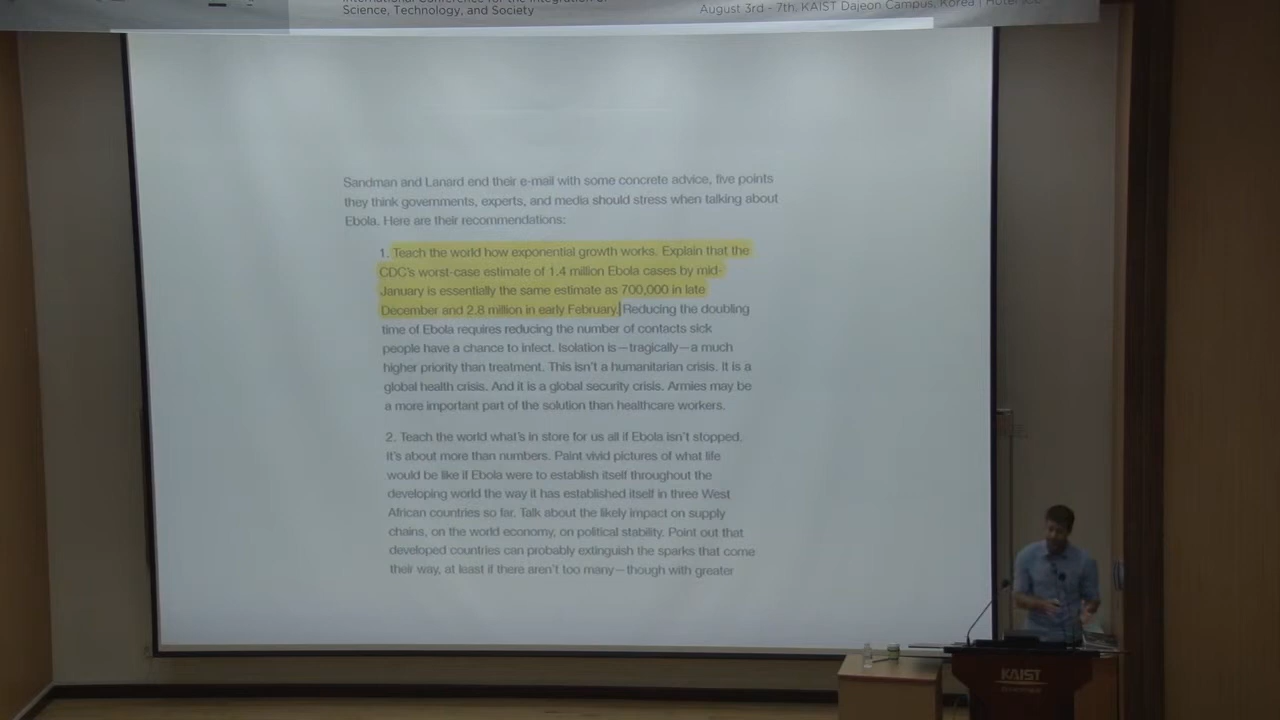 Science, Technology, and Society
August 3rd - 7th, KAIST Dajeon Campus, Korea | Hotel ICC
Sandman and Lanard end their e-mail with some concrete advice, five points
they think governments, experts, and media should stress when talking about
Ebola. Here are their recommendations:
1. Teach the world how exponential growth works. Explain that the
CDC's worst-case estimate of 1.4 million Ebola cases by mid-
January is essentially the same estimate as 700,000 in late
December and 2.8 million in early February. Reducing the doubling
time of Ebola requires reducing the number of contacts sick
people have a chance to infect. Isolation is—tragically—a much
higher priority than treatment. This isn't a humanitarian crisis. It is a
global health crisis. And it is a global security crisis. Armies may be
a more important part of the solution than healthcare workers.
2. Teach the world what's in store for us all if Ebola isn't stopped.
It's about more than numbers. Paint vivid pictures of what life
would be like if Ebola were to establish itself throughout the
developing world the way it has established itself in three West
African countries so far. Talk about the likely impact on supply
chains, on the world economy, on political stability. Point out that
developed countries can probably extinguish the sparks that come
their way, at least if there aren't too many—though with greater
KAIST